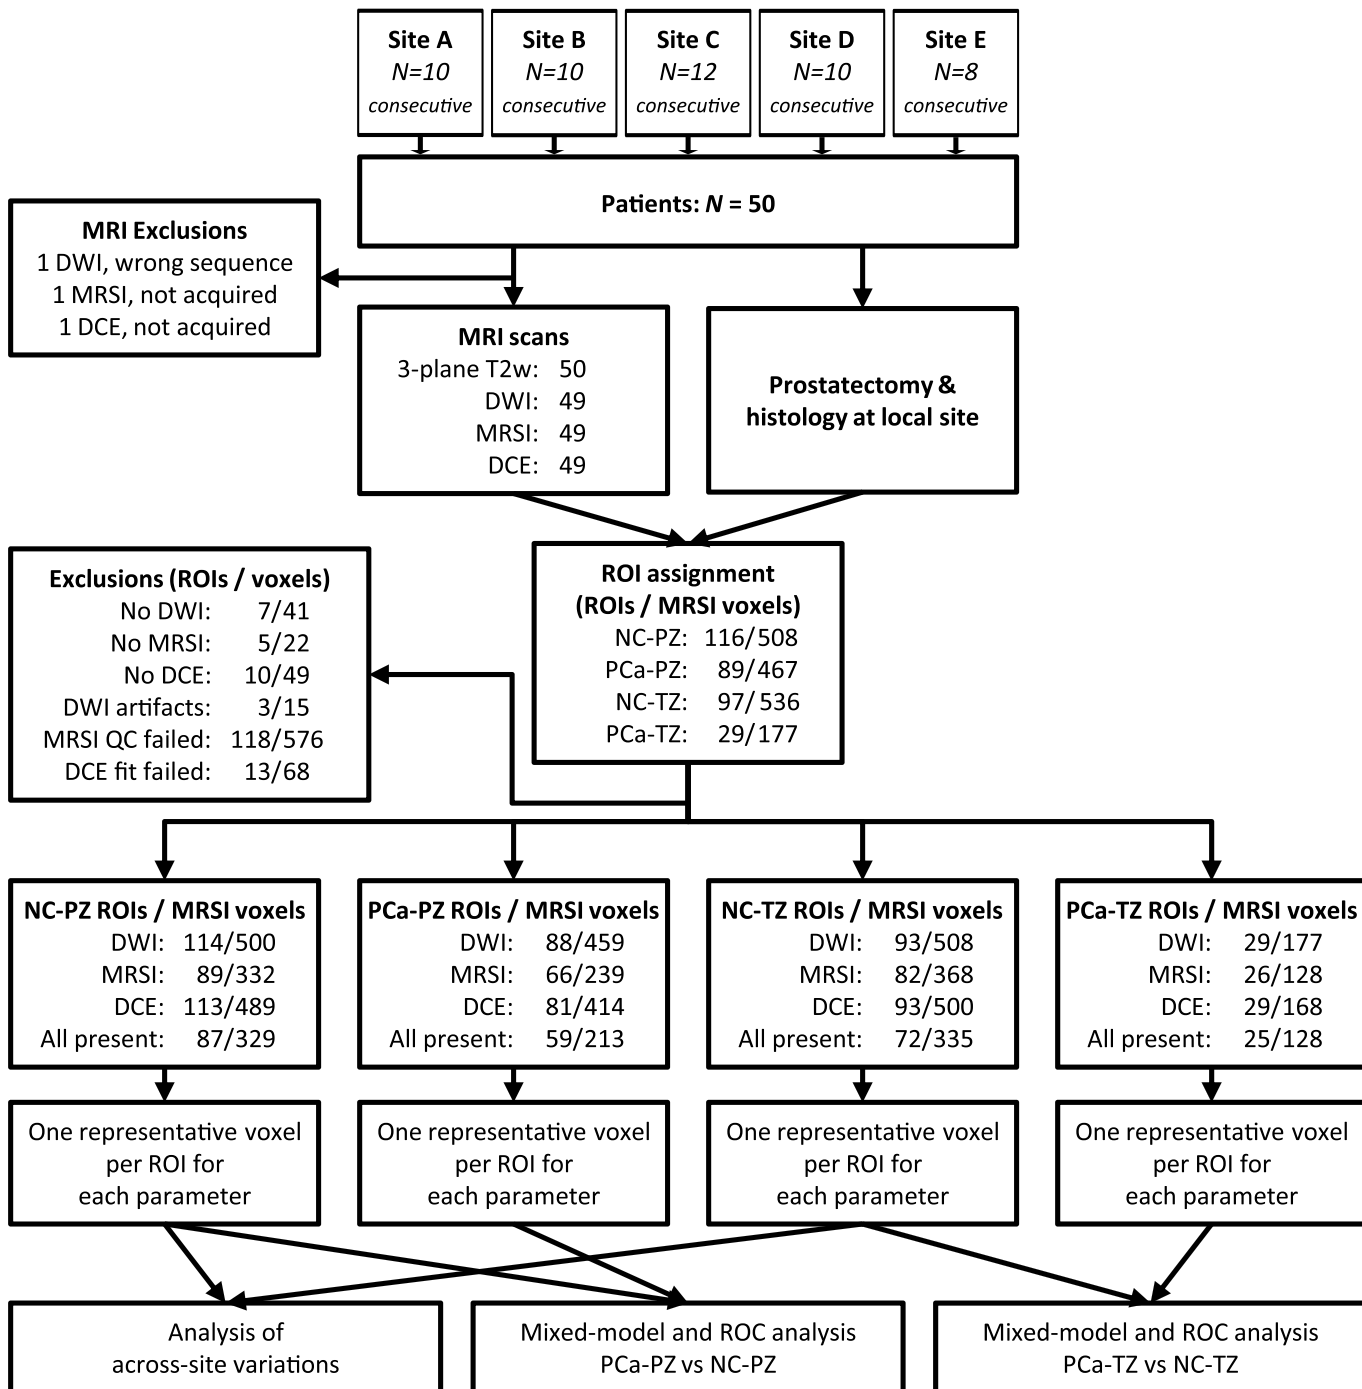 Site A
N=10
consecutive
Site B
N=10
consecutive
Site C
N=12
consecutive
Site D
N=10
consecutive
Site E
N=8
consecutive
Patients: N = 50
MRI Exclusions
1 DWI, wrong sequence
1 MRSI, not acquired
1 DCE, not acquired
MRI scans
3-plane T2w: 50
DWI: 49
MRSI: 49
DCE: 49
Prostatectomy &
histology at local site
Exclusions (ROIs / voxels)
No DWI: 7/41
No MRSI: 5/22
No DCE: 10/49
DWI artifacts: 3/15
MRSI QC failed: 118/576
DCE fit failed: 13/68
ROI assignment
(ROIs / MRSI voxels)
NC-PZ: 116/508
PCa-PZ: 89/467
NC-TZ: 97/536
PCa-TZ: 29/177
NC-PZ ROIs / MRSI voxels
DWI: 114/500
MRSI: 89/332
DCE: 113/489
All present: 87/329
PCa-PZ ROIs / MRSI voxels
DWI: 88/459
MRSI: 66/239
DCE: 81/414
All present: 59/213
NC-TZ ROIs / MRSI voxels
DWI: 93/508
MRSI: 82/368
DCE: 93/500
All present: 72/335
PCa-TZ ROIs / MRSI voxels
DWI: 29/177
MRSI: 26/128
DCE: 29/168
All present: 25/128
One representative voxel
per ROI for
each parameter
One representative voxel
per ROI for
each parameter
One representative voxel
per ROI for
each parameter
One representative voxel
per ROI for
each parameter
Analysis of
across-site variations
Mixed-model and ROC analysis
PCa-PZ vs NC-PZ
Mixed-model and ROC analysis
PCa-TZ vs NC-TZ